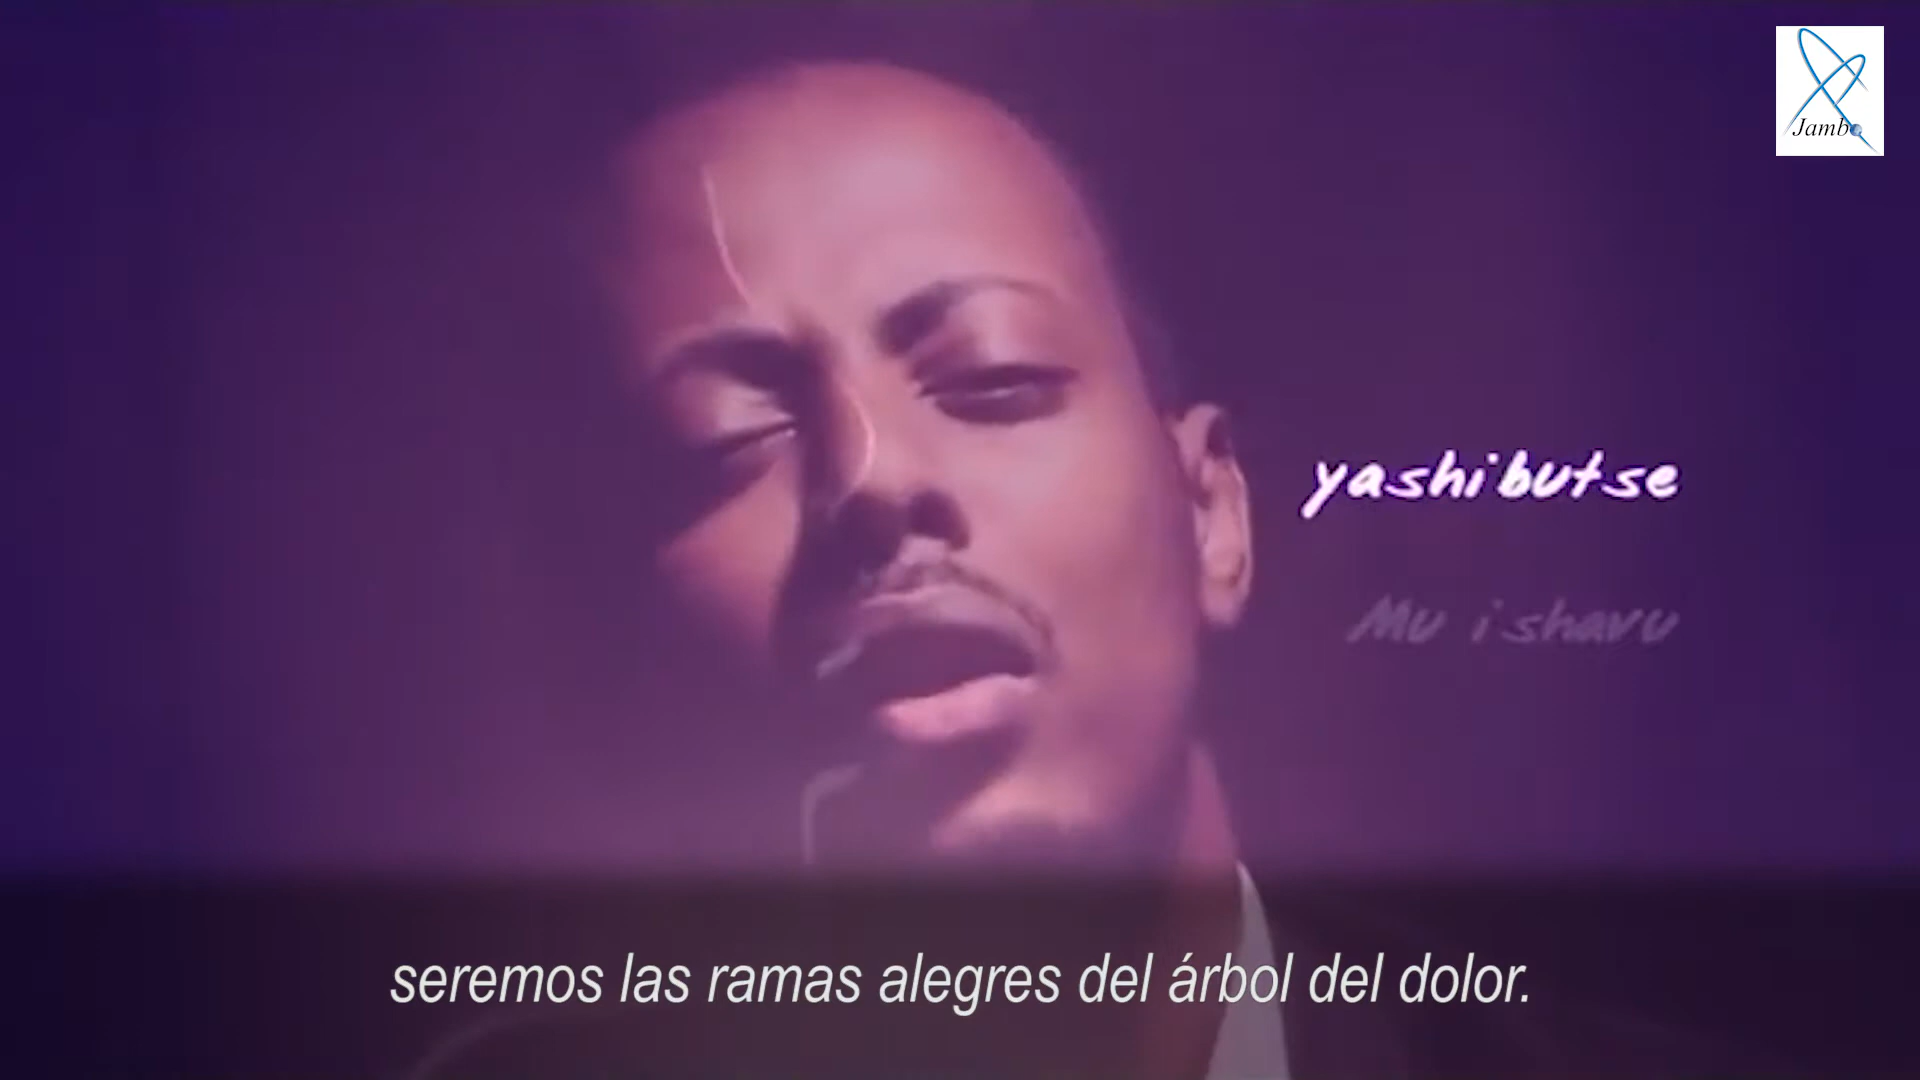 Jambo
yashibutse
Mu ishavu
seremos las ramas alegres del árbol del dolor.